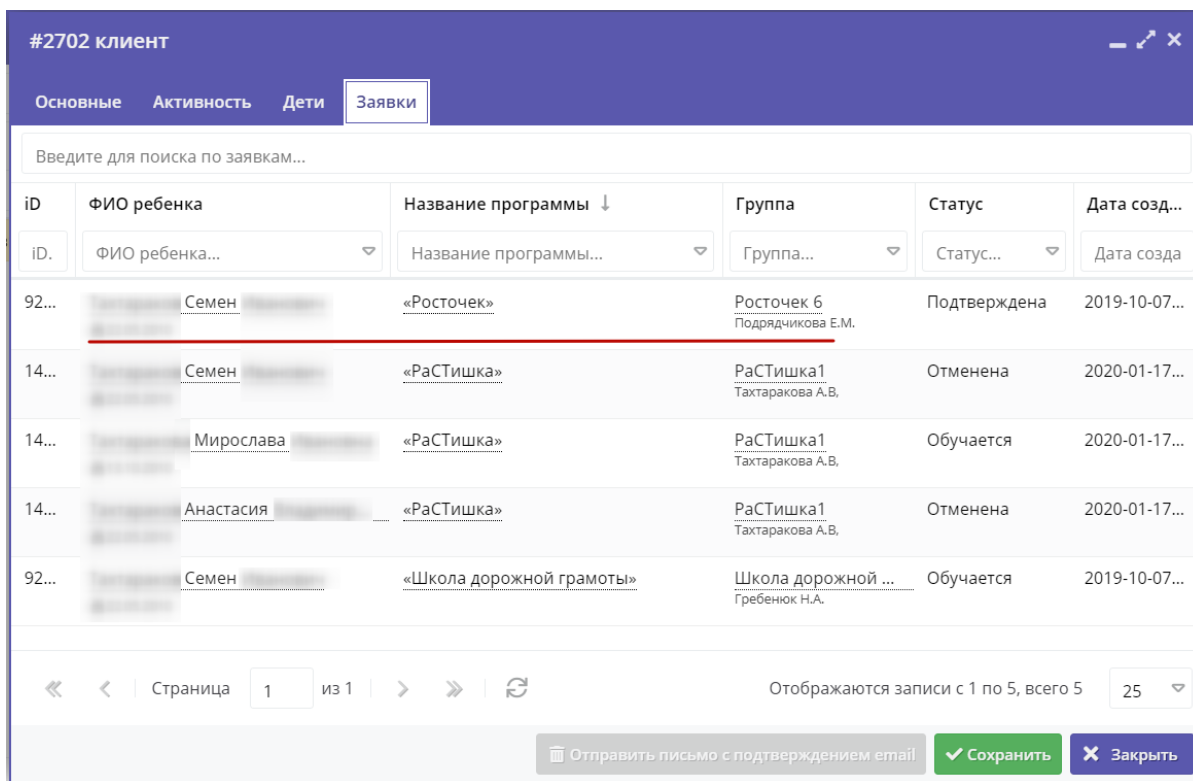 #2702 клиент
Основные Активность Дети Заявки
Введите для поиска по заявкам...
iD ФИО ребенка Название программы Группа Статус Дата созд...
iD. ФИО ребенка... Название программы... Группа... Статус... Дата созда
92... Семен «Росточек» Росточек 6 Подтверждена 2019-10-07...
Подрядчикова Е.М.
14... Семен «РаСТишка» РаСТишка1 Отменена 2020-01-17...
Тахтаракова А.В,
14... Мирослава «РаСТишка» РаСТишка1 Обучается 2020-01-17...
Тахтаракова А.В,
14... Анастасия «РаСТишка» РаСТишка1 Отменена 2020-01-17...
Тахтаракова А.В,
92... Семен «Школа дорожной грамоты» Школа дорожной ... Обучается 2019-10-07...
Гребенюк Н.А.
Страница 1 из 1 Отображаются записи с 1 по 5, всего 5 25
Отправить письмо с подтверждением email Сохранить Закрыть